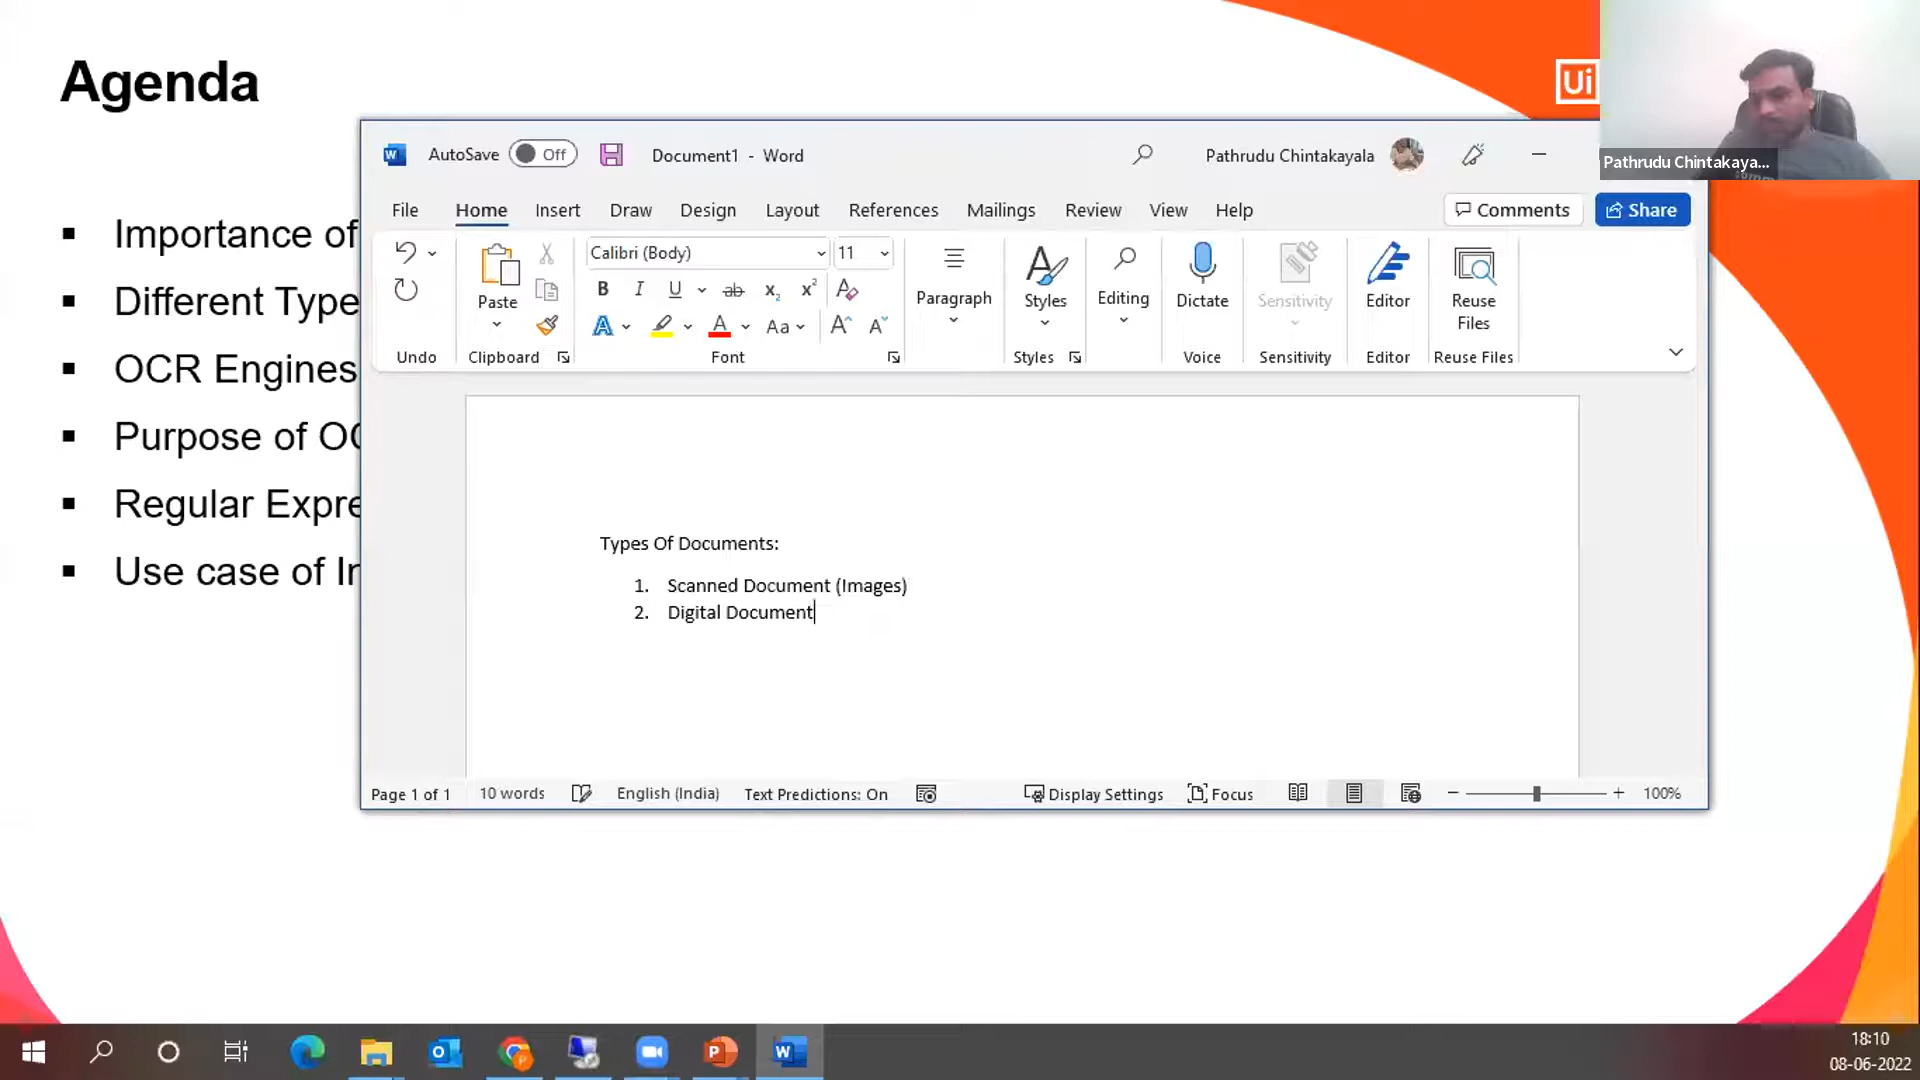 Agenda
Ui
Importance of
Different Type
OCR Engines
Purpose of OC
Regular Expre
Use case of In
AutoSave Off Document1 - Word Pathrudu Chintakayala
Pathrudu Chintakaya...
File Home Insert Draw Design Layout References Mailings Review View Help Comments Share
Calibri (Body) 11
Paste Paragraph Styles Editing Dictate Sensitivity Editor Reuse Files
Undo Clipboard Font Styles Voice Sensitivity Editor Reuse Files
Types Of Documents:
1. Scanned Document (Images)
2. Digital Document
Page 1 of 1 10 words English (India) Text Predictions: On Display Settings Focus 100%
18:10
08-06-2022